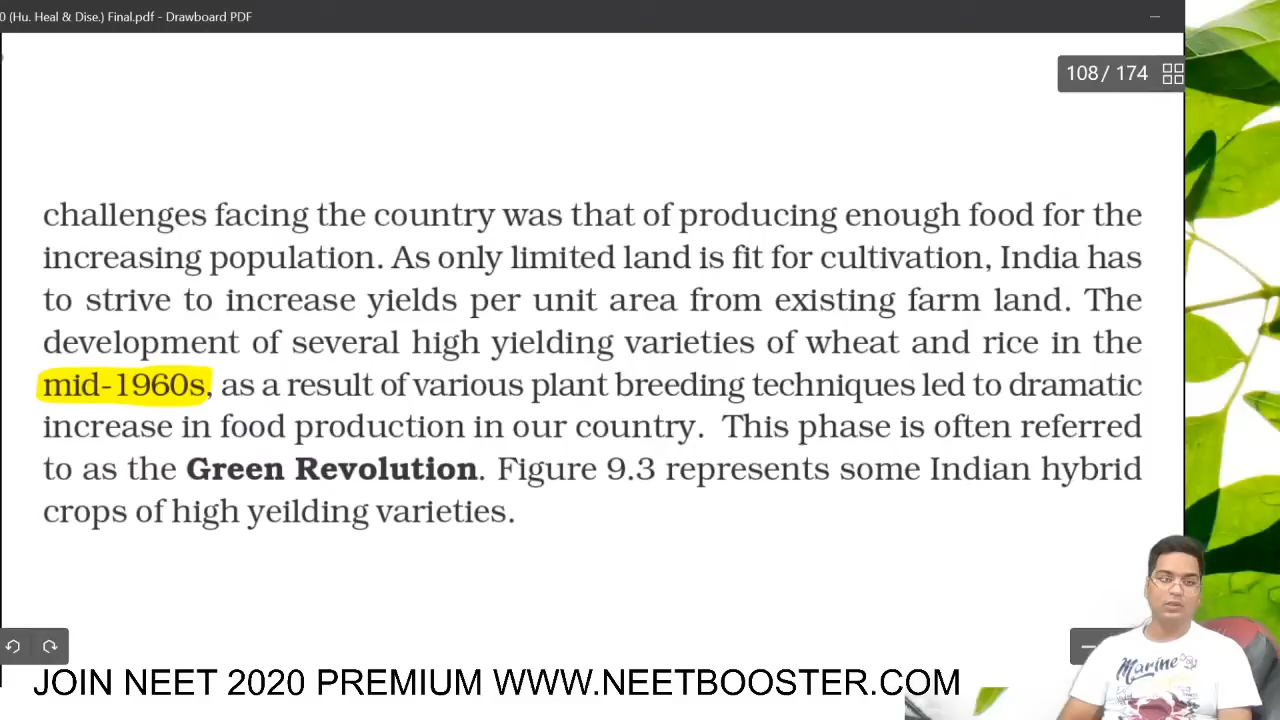 0 (Hu. Heal & Dise.) Final.pdf - Drawboard PDF
108 / 174
challenges facing the country was that of producing enough food for the
increasing population. As only limited land is fit for cultivation, India has
to strive to increase yields per unit area from existing farm land. The
development of several high yielding varieties of wheat and rice in the
mid-1960s, as a result of various plant breeding techniques led to dramatic
increase in food production in our country. This phase is often referred
to as the Green Revolution. Figure 9.3 represents some Indian hybrid
crops of high yeilding varieties.
Marine
JOIN NEET 2020 PREMIUM WWW.NEETBOOSTER.COM